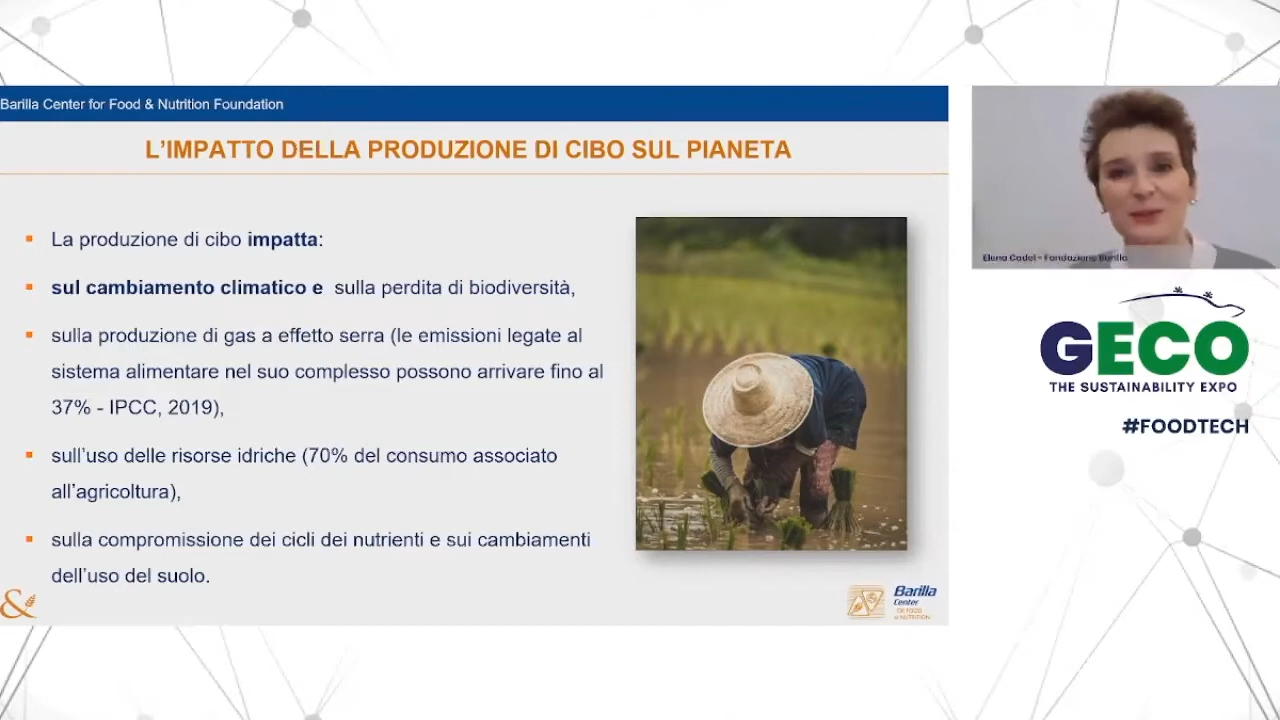 Barilla Center for Food & Nutrition Foundation
L'IMPATTO DELLA PRODUZIONE DI CIBO SUL PIANETA
La produzione di cibo impatta:
sul cambiamento climatico e sulla perdita di biodiversità,
sulla produzione di gas a effetto serra (le emissioni legate al
sistema alimentare nel suo complesso possono arrivare fino al
37% - IPCC, 2019),
sull'uso delle risorse idriche (70% del consumo associato
all'agricoltura),
sulla compromissione dei cicli dei nutrienti e sui cambiamenti
dell'uso del suolo.
&
Barilla
Center
FOR FOOD
& NUTRITION
Elena Cadel - Fondazione Barilla
GECO
THE SUSTAINABILITY EXPO
#FOODTECH